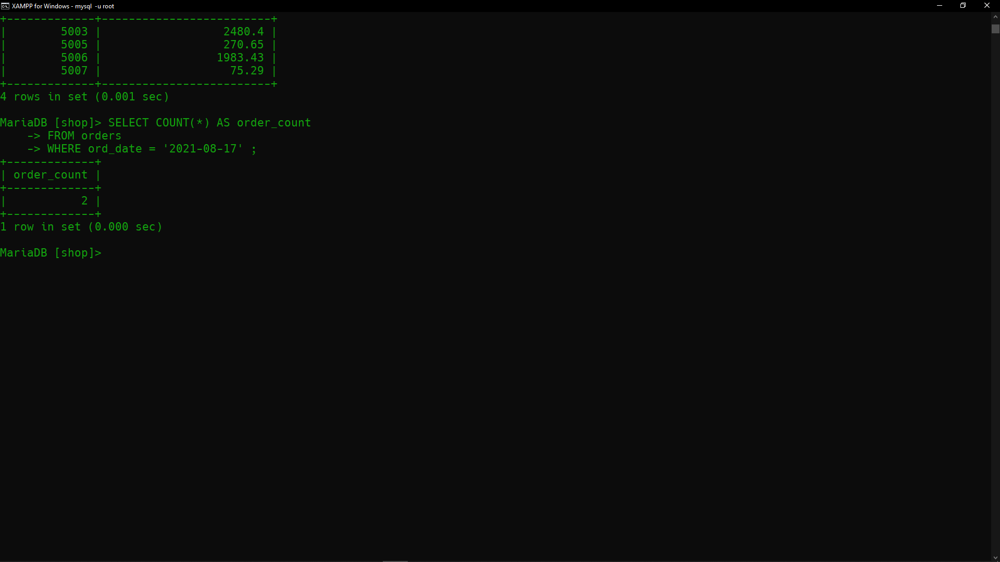 XAMPP for Windows - mysql  -u root
+-------------+-------------------------+
|        5003 |                  2480.4 |
|        5005 |                  270.65 |
|        5006 |                 1983.43 |
|        5007 |                   75.29 |
+-------------+-------------------------+
4 rows in set (0.001 sec)

MariaDB [shop]> SELECT COUNT(*) AS order_count
    -> FROM orders
    -> WHERE ord_date = '2021-08-17' ;
+-------------+
| order_count |
+-------------+
|           2 |
+-------------+
1 row in set (0.000 sec)

MariaDB [shop]>